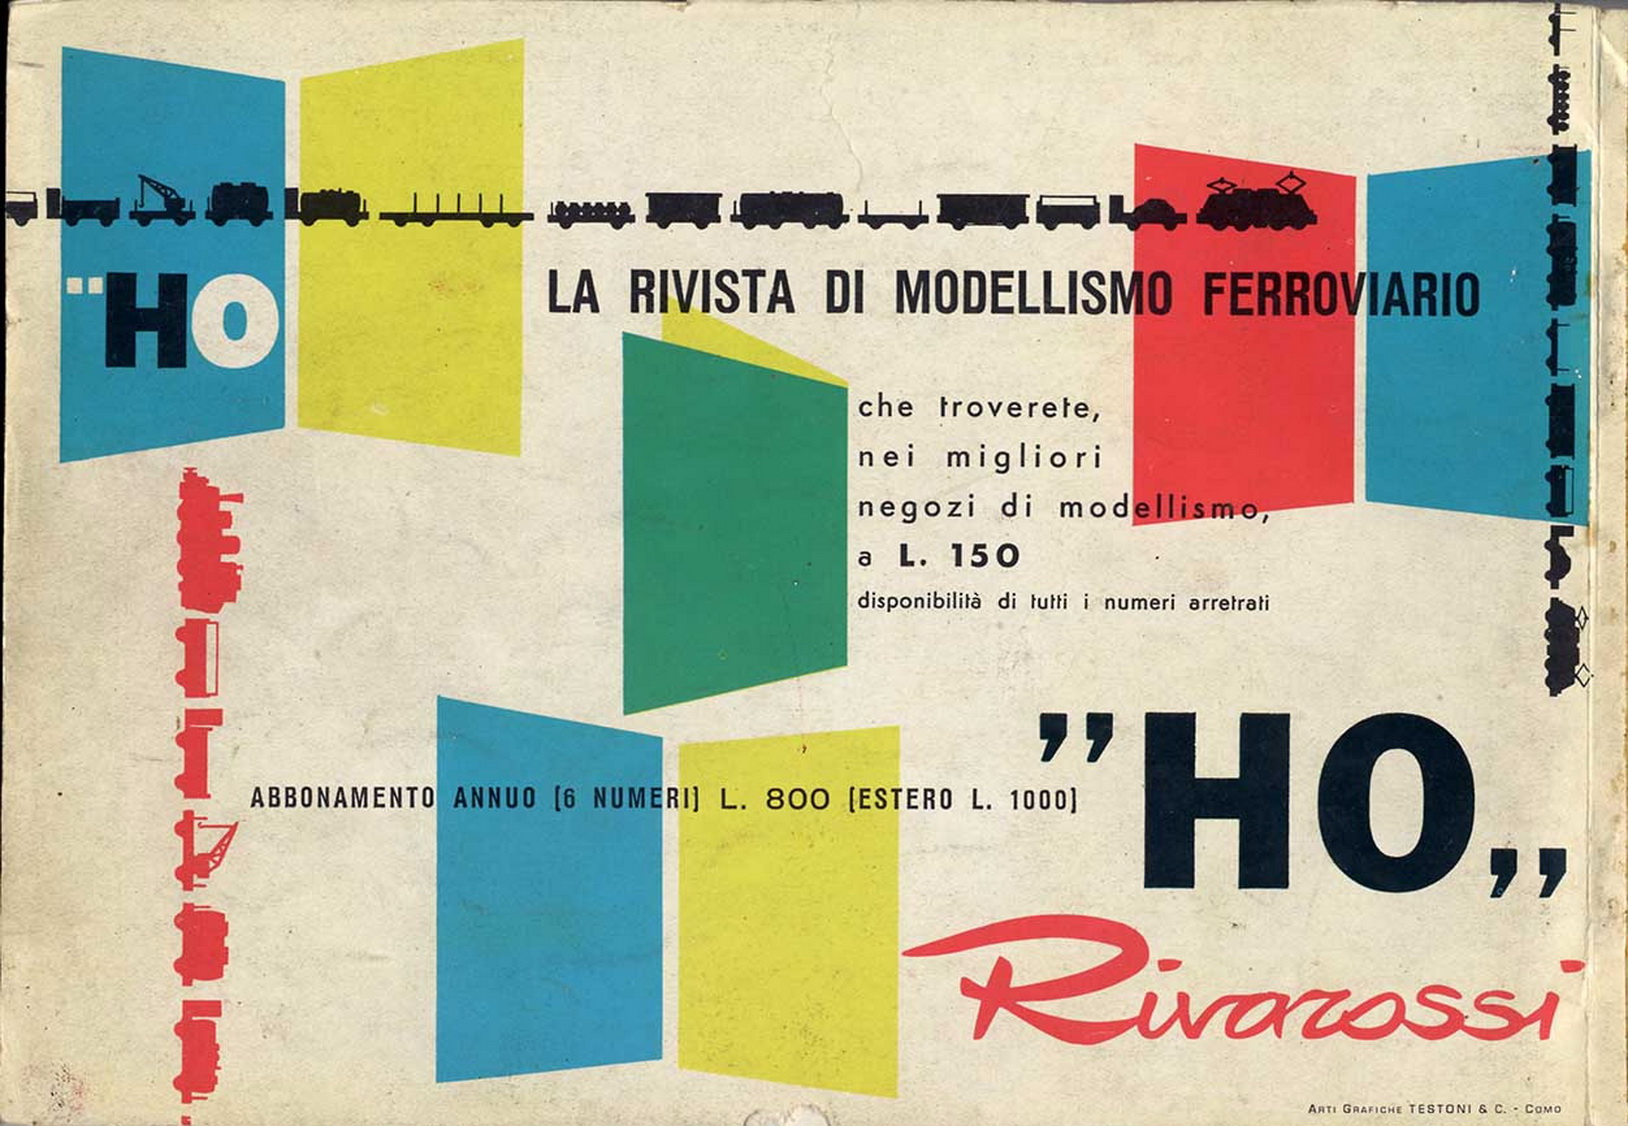 "HO
LA RIVISTA DI MODELLISMO FERROVIARIO
che troverete,
nei migliori
negozi di modellismo,
a L. 150
disponibilità di tutti i numeri arretrati
ABBONAMENTO ANNUO (6 NUMERI) L. 800 (ESTERO L. 1000)
”HO„
Rivarossi
ARTI GRAFICHE TESTONI & C. - COMO